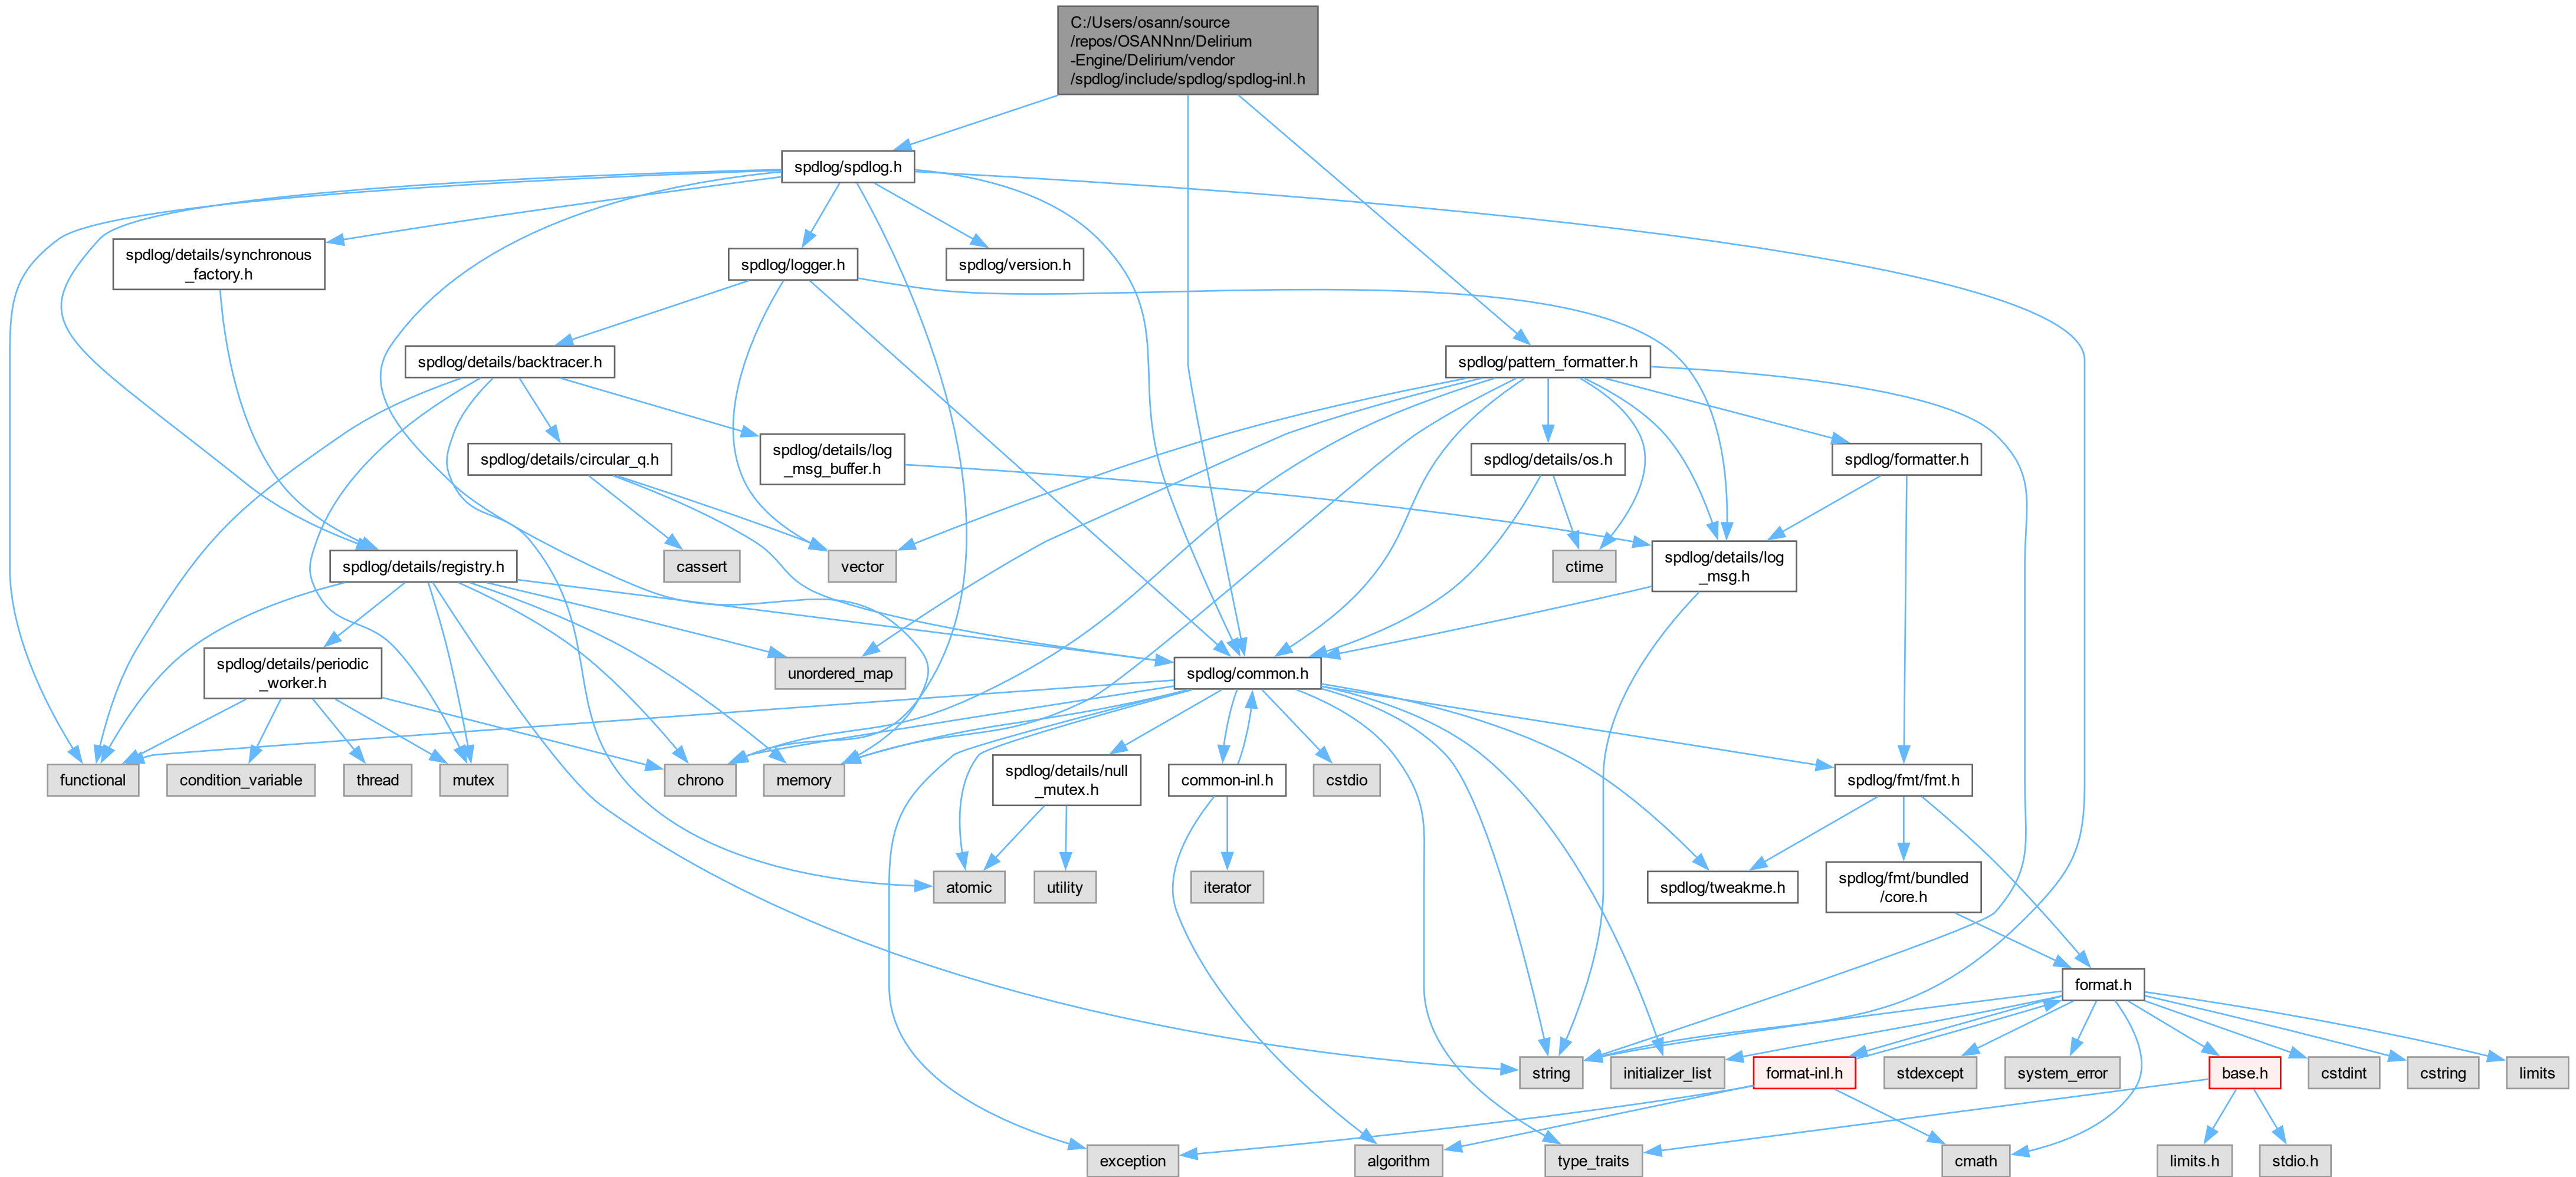 C:/Users/osann/source
/repos/OSANNnn/Delirium
-Engine/Delirium/vendor
/spdlog/include/spdlog/spdlog-inl.h
spdlog/spdlog.h
spdlog/details/synchronous
_factory.h
spdlog/logger.h
spdlog/version.h
spdlog/details/backtracer.h
spdlog/pattern_formatter.h
spdlog/details/circular_q.h
spdlog/details/log
_msg_buffer.h
spdlog/details/os.h
spdlog/formatter.h
spdlog/details/registry.h
cassert
vector
ctime
spdlog/details/log
_msg.h
spdlog/details/periodic
_worker.h
unordered_map
spdlog/common.h
functional
condition_variable
thread
mutex
chrono
memory
spdlog/details/null
_mutex.h
common-inl.h
cstdio
spdlog/fmt/fmt.h
atomic
utility
iterator
spdlog/tweakme.h
spdlog/fmt/bundled
/core.h
format.h
string
initializer_list
format-inl.h
stdexcept
system_error
base.h
cstdint
cstring
limits
exception
algorithm
type_traits
cmath
limits.h
stdio.h